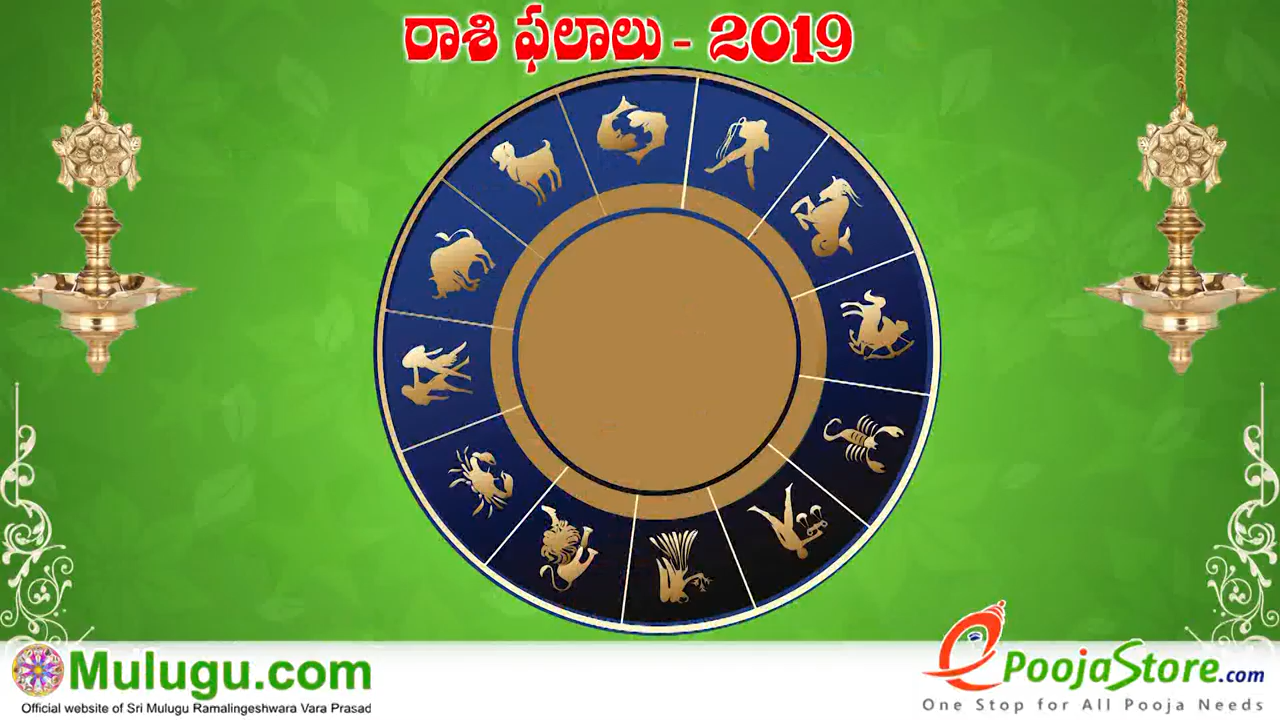 రాశి ఫలాలు - 2019
Mulugu.com
Official website of Sri Mulugu Ramalingeshwara Vara Prasad
ePoojaStore.com
One Stop for All Pooja Needs